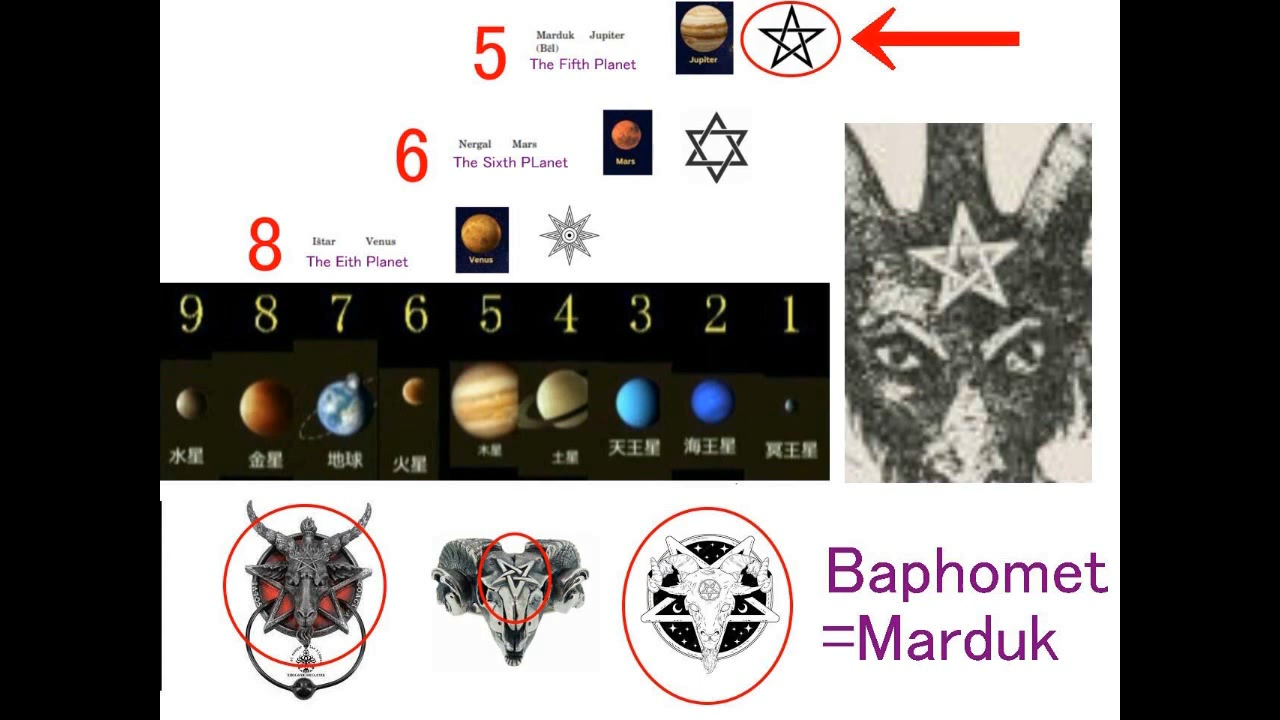 5
Marduk Jupiter
(Bēl)
The Fifth Planet
Jupiter
6
Nergal Mars
The Sixth PLanet
Mars
8
Ištar Venus
The Eith Planet
Venus
9 8 7 6 5 4 3 2 1
水星 金星 地球 火星 木星 土星 天王星 海王星 冥王星
Baphomet
=Marduk